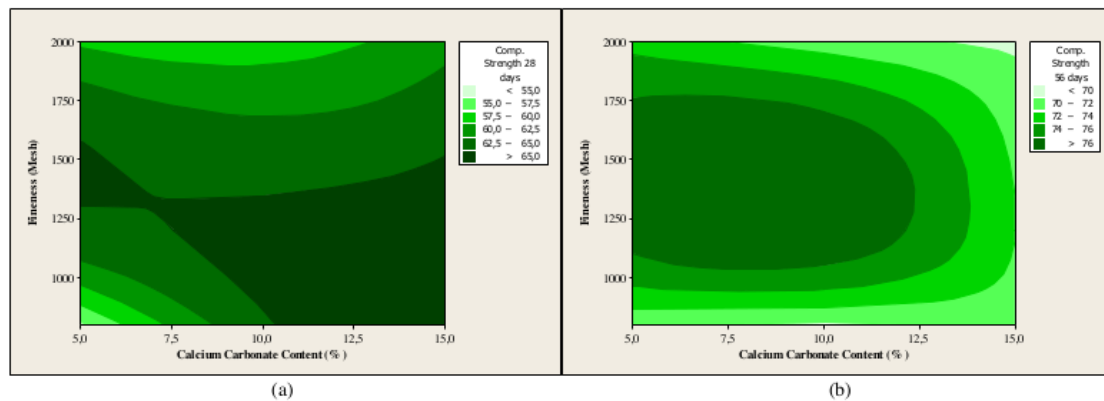 2000
1750
1500
1250
1000
5,0
7,5
10,0
12,5
15,0
Calcium Carbonate Content (%)
Fineness (Mesh)
Comp.
Strength 28
days
< 55,0
55,0 – 57,5
57,5 – 60,0
60,0 – 62,5
62,5 – 65,0
> 65,0
(a)
2000
1750
1500
1250
1000
5,0
7,5
10,0
12,5
15,0
Calcium Carbonate Content (%)
Fineness (Mesh)
Comp.
Strength
56 days
< 70
70 – 72
72 – 74
74 – 76
> 76
(b)